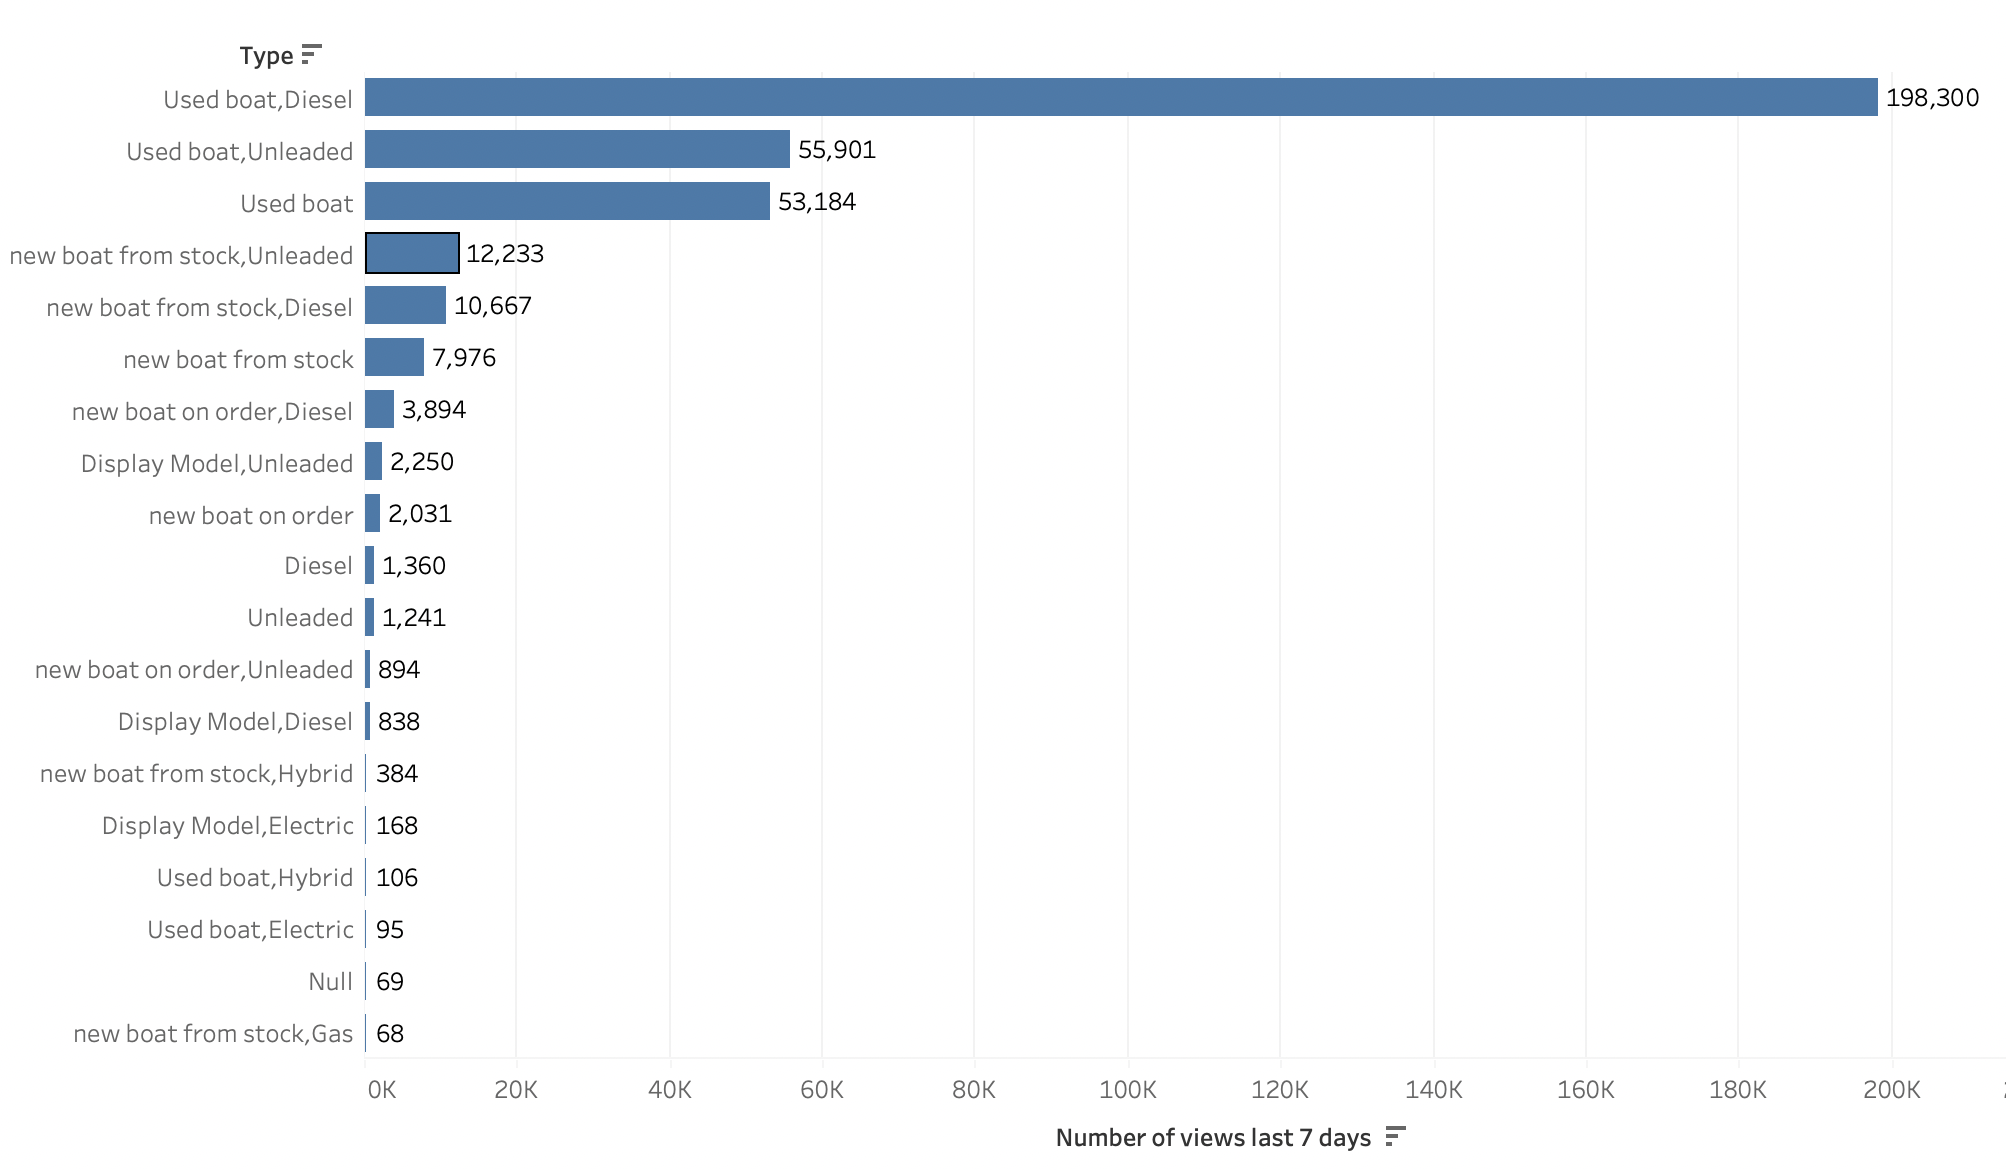 Type
Used boat,Diesel 198,300
Used boat,Unleaded 55,901
Used boat 53,184
new boat from stock,Unleaded 12,233
new boat from stock,Diesel 10,667
new boat from stock 7,976
new boat on order,Diesel 3,894
Display Model,Unleaded 2,250
new boat on order 2,031
Diesel 1,360
Unleaded 1,241
new boat on order,Unleaded 894
Display Model,Diesel 838
new boat from stock,Hybrid 384
Display Model,Electric 168
Used boat,Hybrid 106
Used boat,Electric 95
Null 69
new boat from stock,Gas 68
0K 20K 40K 60K 80K 100K 120K 140K 160K 180K 200K
Number of views last 7 days